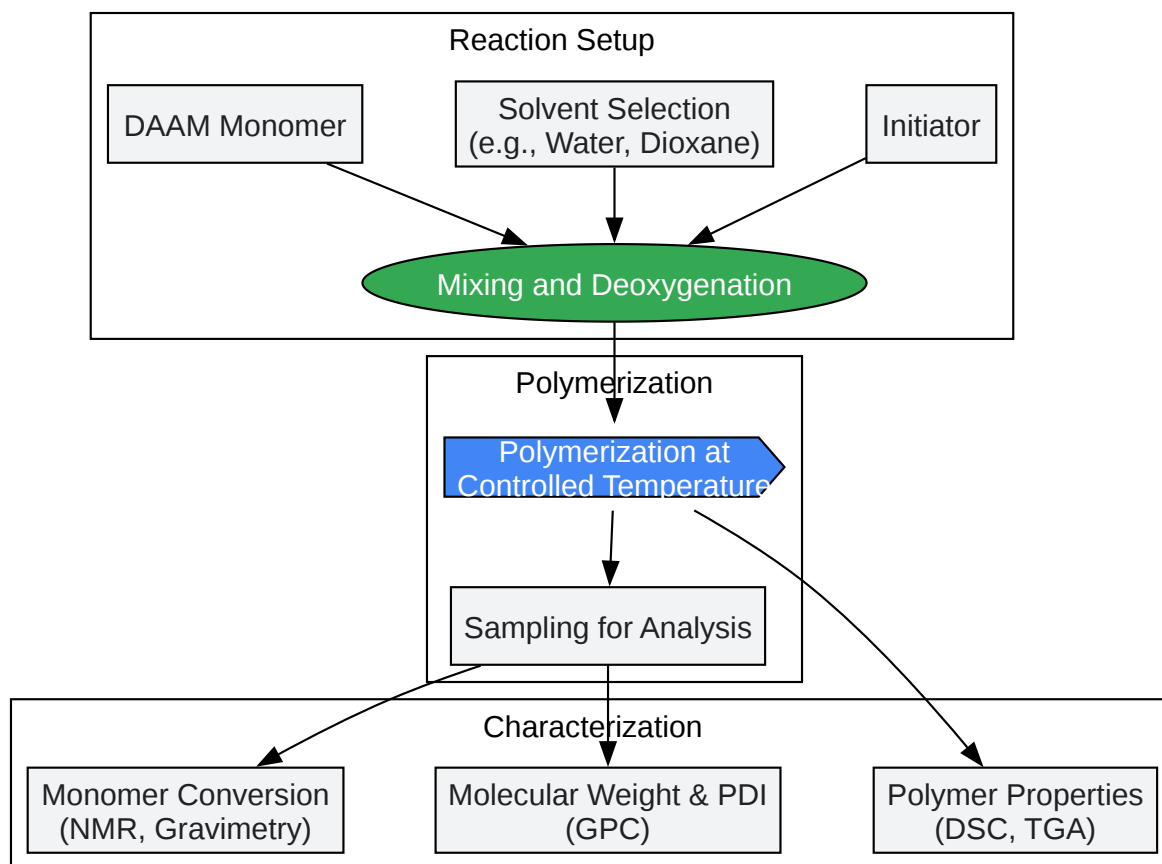 Reaction Setup
DAAM Monomer
Solvent Selection
(e.g., Water, Dioxane)
Initiator
Mixing and Deoxygenation
Polymerization
Polymerization at
Controlled Temperature
Sampling for Analysis
Characterization
Monomer Conversion
(NMR, Gravimetry)
Molecular Weight & PDI
(GPC)
Polymer Properties
(DSC, TGA)